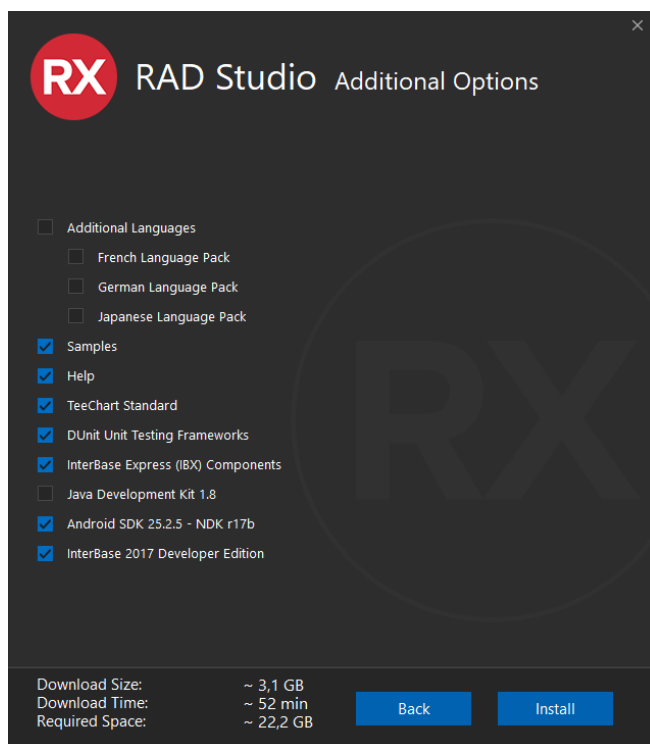 RX RAD Studio Additional Options
Additional Languages
French Language Pack
German Language Pack
Japanese Language Pack
Samples
Help
TeeChart Standard
DUnit Unit Testing Frameworks
InterBase Express (IBX) Components
Java Development Kit 1.8
Android SDK 25.2.5 - NDK r17b
InterBase 2017 Developer Edition
RX
Download Size: ~ 3,1 GB
Download Time: ~ 52 min
Required Space: ~ 22,2 GB
Back Install